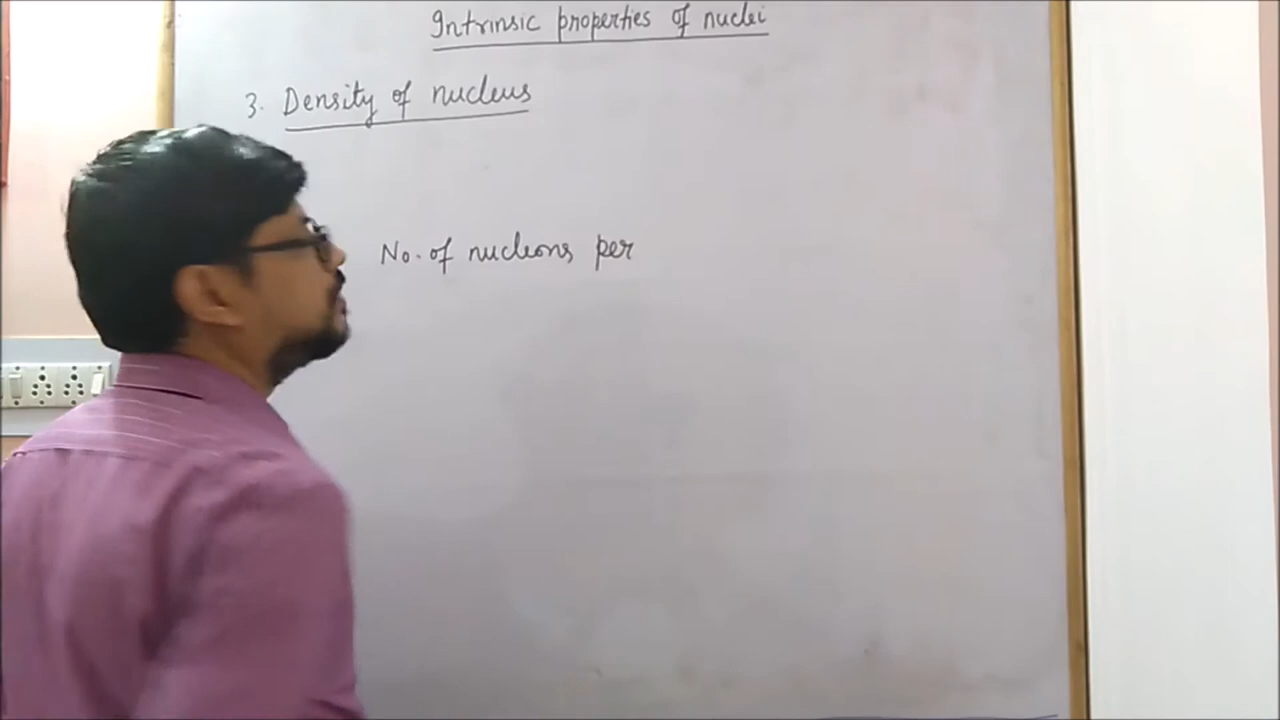 Intrinsic properties of nuclei
3. Density of nucleus
No. of nucleons per